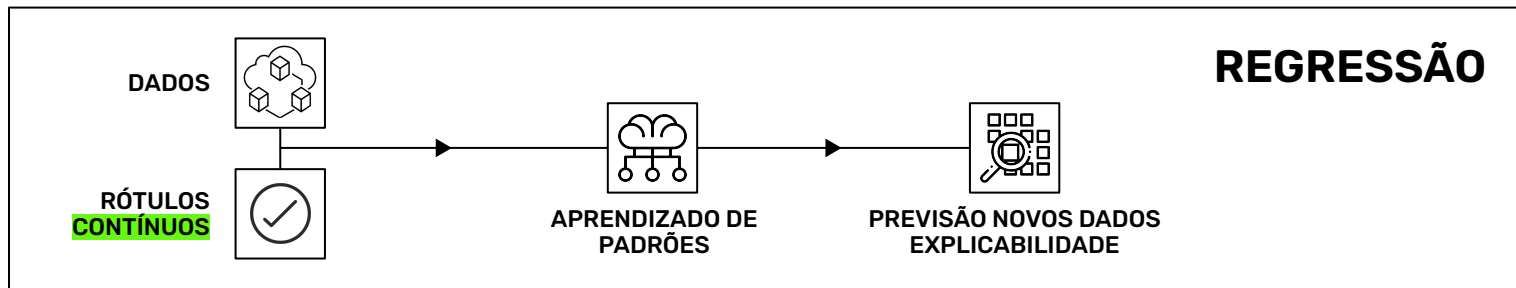 REGRESSÃO
DADOS
RÓTULOS
CONTÍNUOS
APRENDIZADO DE
PADRÕES
PREVISÃO NOVOS DADOS
EXPLICABILIDADE